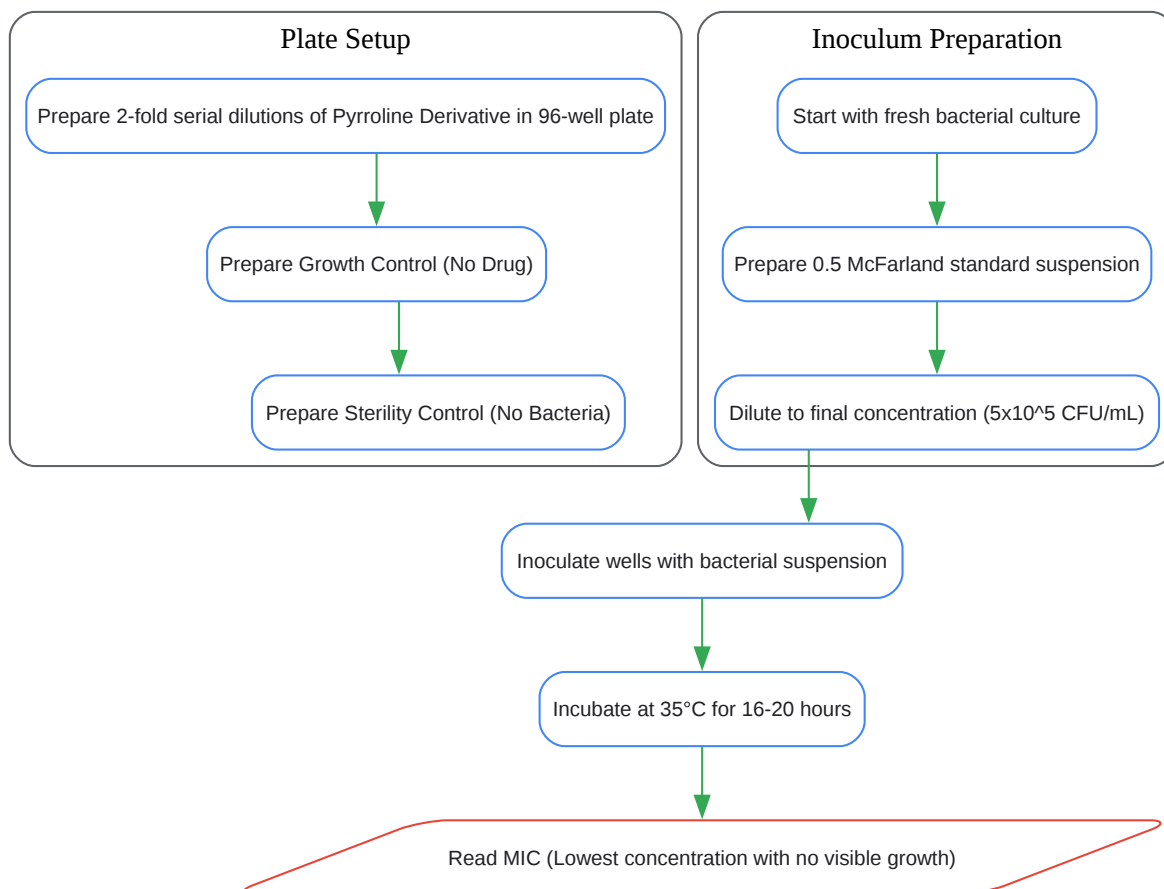 Plate Setup
Prepare 2-fold serial dilutions of Pyrroline Derivative in 96-well plate
Prepare Growth Control (No Drug)
Prepare Sterility Control (No Bacteria)
Inoculum Preparation
Start with fresh bacterial culture
Prepare 0.5 McFarland standard suspension
Dilute to final concentration (5x10^5 CFU/mL)
Inoculate wells with bacterial suspension
Incubate at 35°C for 16-20 hours
Read MIC (Lowest concentration with no visible growth)